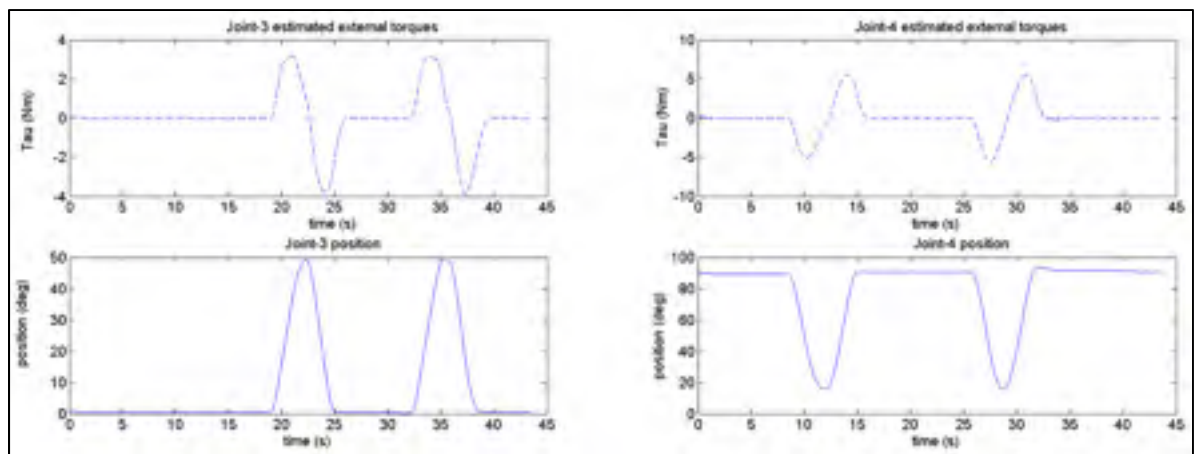 Joint-3 estimated external torques
Tau (Nm)
4
2
0
-2
-4
0 5 10 15 20 25 30 35 40 45
time (s)
Joint-4 estimated external torques
Tau (Nm)
10
5
0
-5
-10
0 5 10 15 20 25 30 35 40 45
time (s)
Joint-3 position
position (deg)
50
40
30
20
10
0
0 5 10 15 20 25 30 35 40 45
time (s)
Joint-4 position
position (deg)
100
80
60
40
20
0
0 5 10 15 20 25 30 35 40 45
time (s)